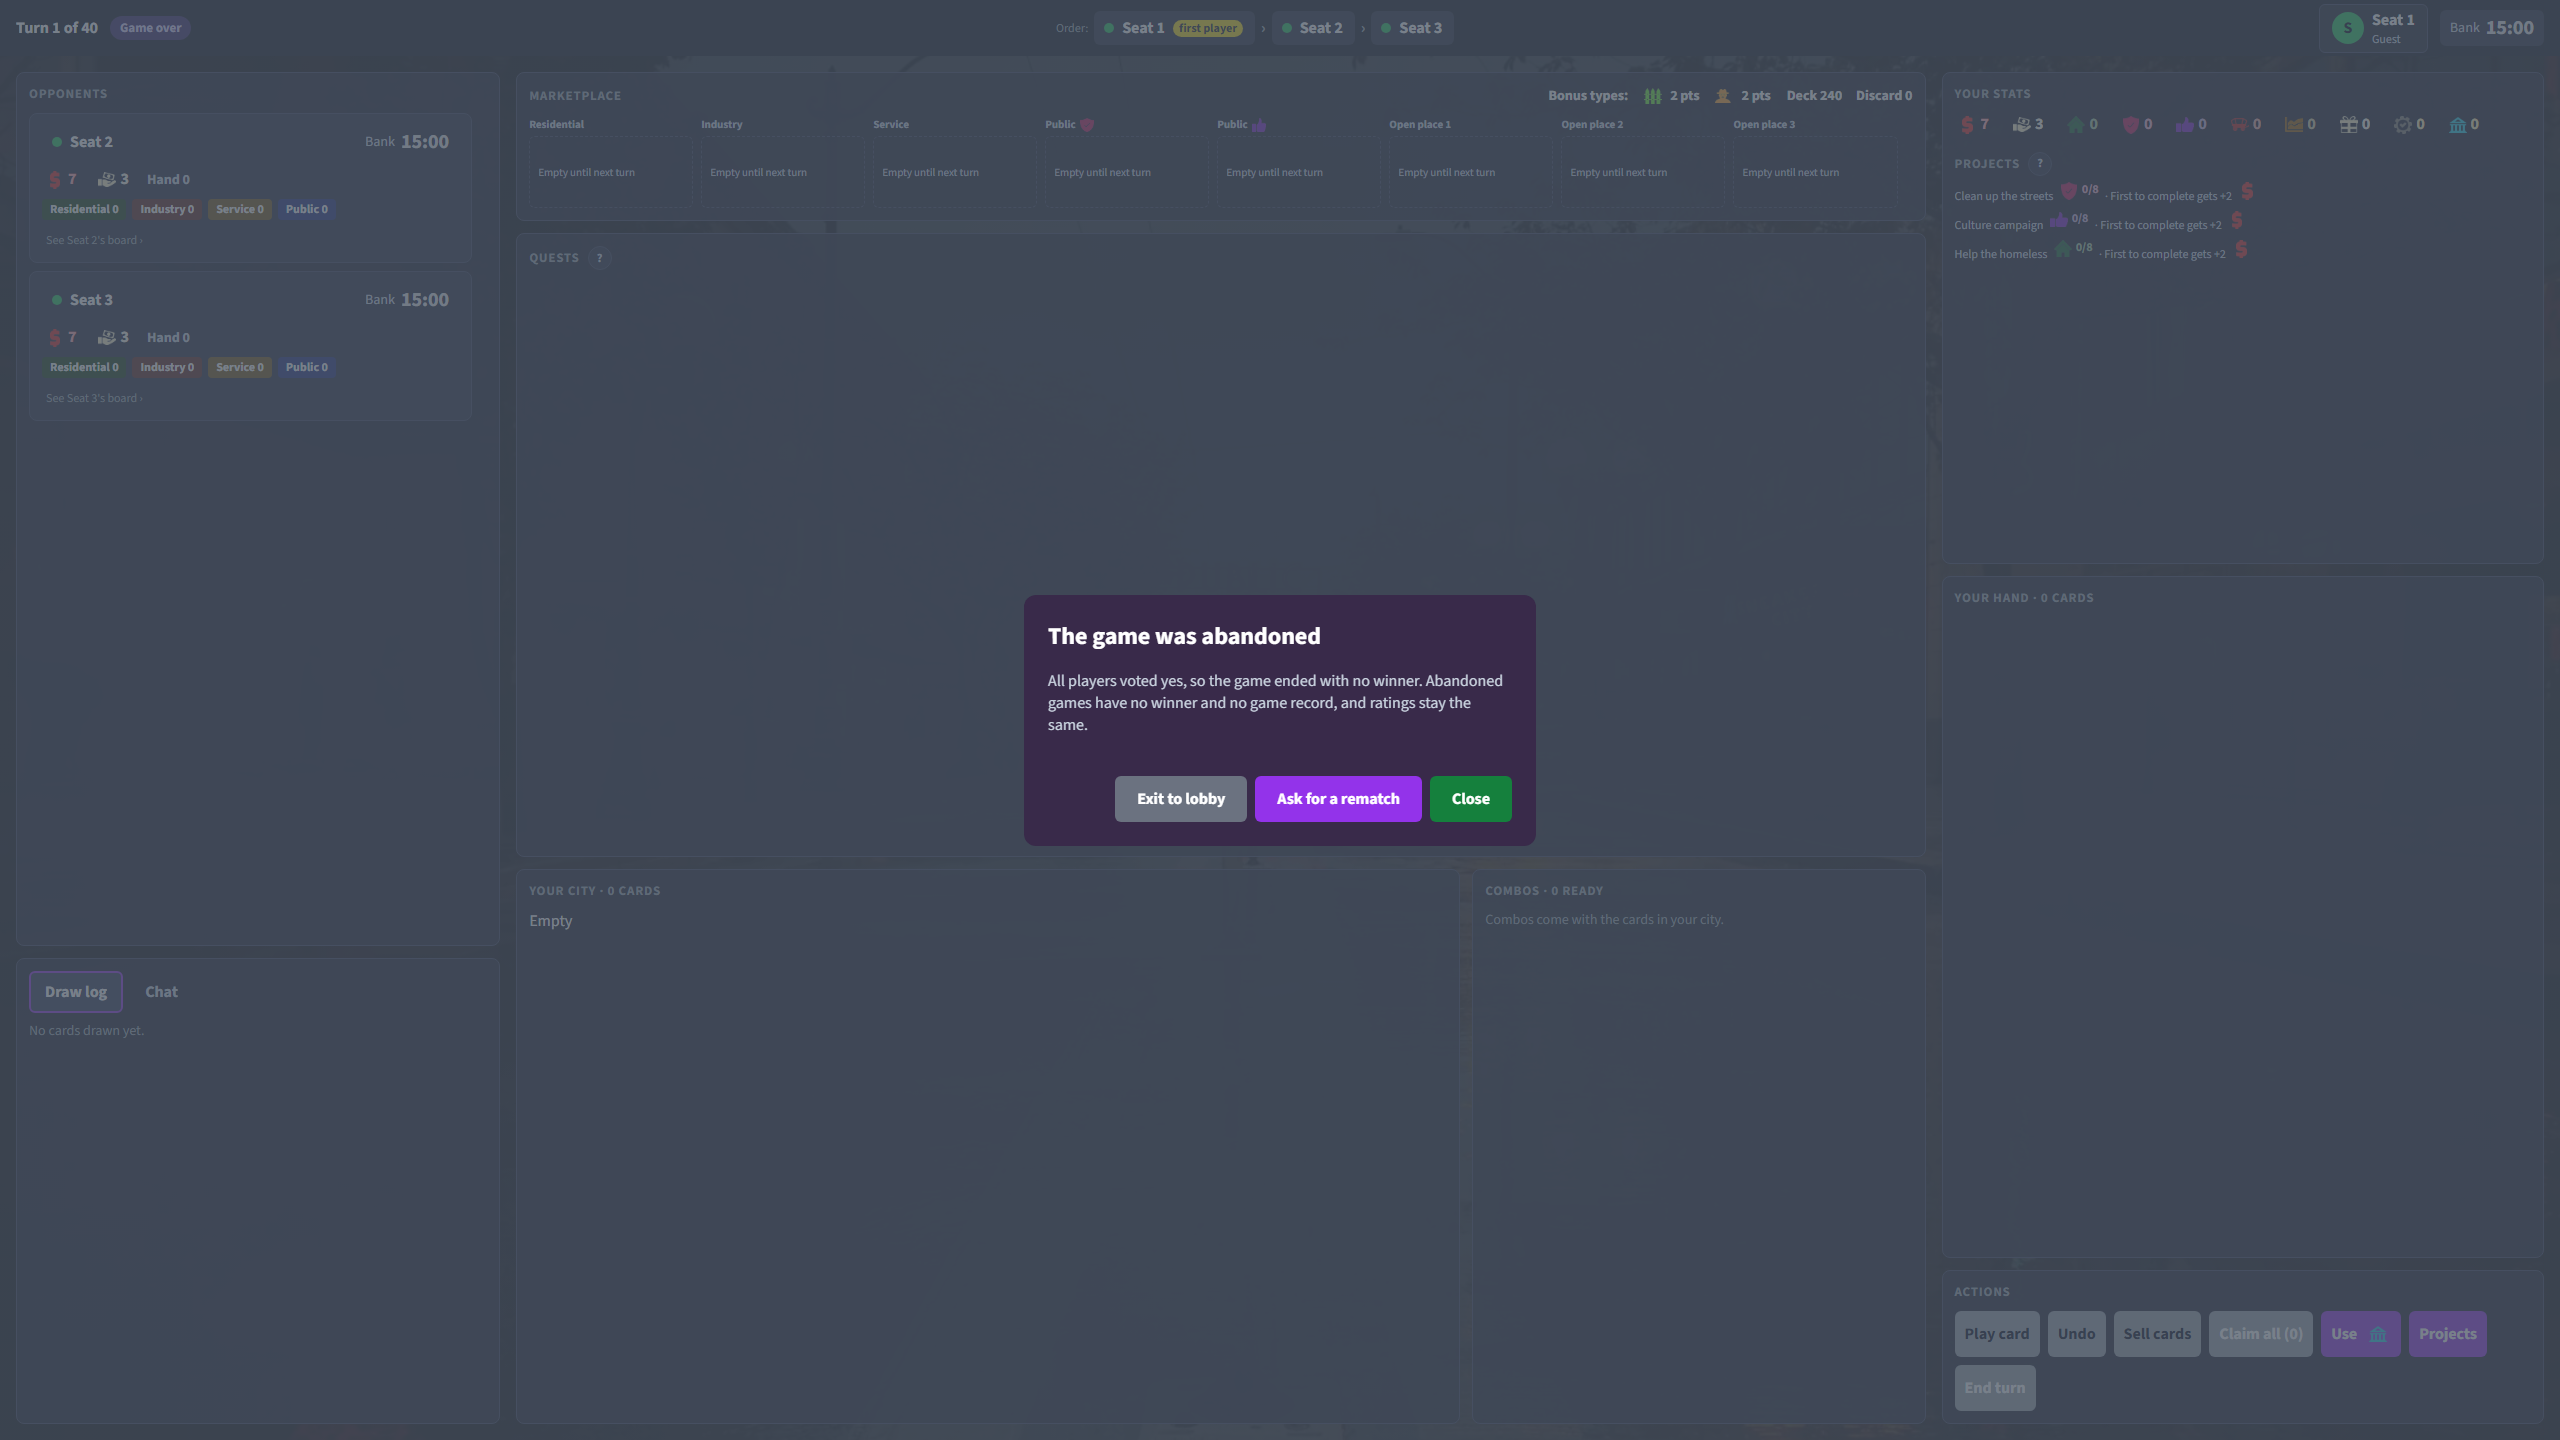 Turn 1 of 40 Game over
Order: Seat 1 first player › Seat 2 › Seat 3
S Seat 1
Guest
Bank 15:00
OPPONENTS
Seat 2 Bank 15:00
7 3 Hand 0
Residential 0 Industry 0 Service 0 Public 0
See Seat 2's board ›
Seat 3 Bank 15:00
7 3 Hand 0
Residential 0 Industry 0 Service 0 Public 0
See Seat 3's board ›
Draw log Chat
No cards drawn yet.
MARKETPLACE Bonus types: 2 pts 2 pts Deck 240 Discard 0
Residential Industry Service Public Public Open place 1 Open place 2 Open place 3
Empty until next turn Empty until next turn Empty until next turn Empty until next turn Empty until next turn Empty until next turn Empty until next turn Empty until next turn
QUESTS ?
The game was abandoned
All players voted yes, so the game ended with no winner. Abandoned
games have no winner and no game record, and ratings stay the
same.
Exit to lobby Ask for a rematch Close
YOUR CITY · 0 CARDS
Empty
COMBOS · 0 READY
Combos come with the cards in your city.
YOUR STATS
$ 7 3 0 0 0 0 0 0 0 0
PROJECTS ?
Clean up the streets 0/8 · First to complete gets +2 $
Culture campaign 0/8 · First to complete gets +2 $
Help the homeless 0/8 · First to complete gets +2 $
YOUR HAND · 0 CARDS
ACTIONS
Play card Undo Sell cards Claim all (0) Use Projects
End turn